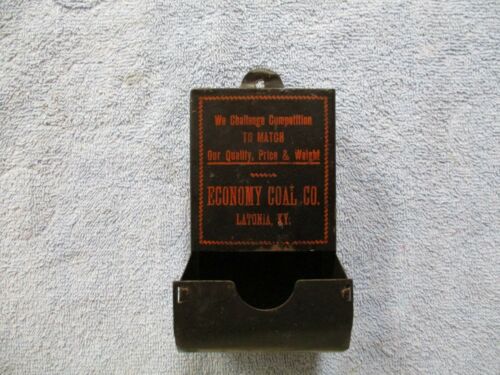 We Challenge Competition
TO MATCH
Our Quality, Price & Weight
ECONOMY COAL CO.
LATONIA, KY.